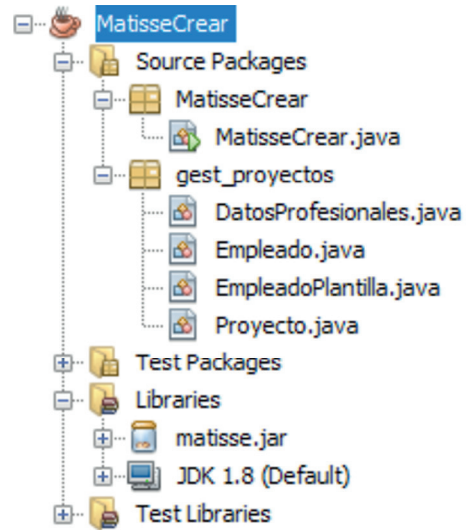 MatisseCrear
Source Packages
MatisseCrear
MatisseCrear.java
gest_proyectos
DatosProfesionales.java
Empleado.java
EmpleadoPlantilla.java
Proyecto.java
Test Packages
Libraries
matisse.jar
JDK 1.8 (Default)
Test Libraries